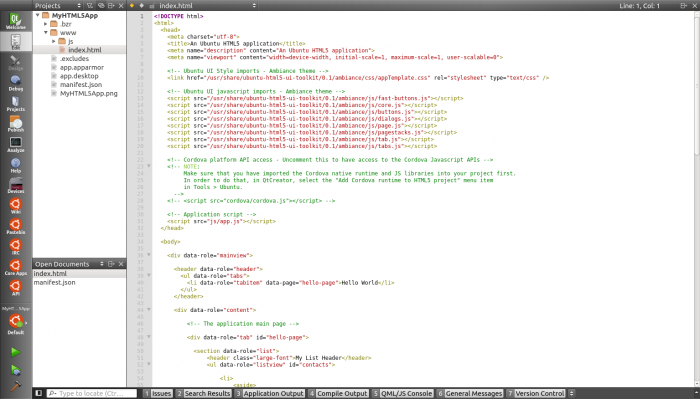 Projects
index.html
Line: 1, Col: 1
Welcome
Edit
Design
Debug
Projects
Publish
Analyze
Help
Devices
Wiki
Pastebin
IRC
Core Apps
API
MyHT…5App
Default
MyHTML5App
.bzr
www
js
index.html
.excludes
app.apparmor
app.desktop
manifest.json
MyHTML5App.png
Open Documents
index.html
manifest.json
<!DOCTYPE html>
<html>
<head>
<meta charset="utf-8">
<title>An Ubuntu HTML5 application</title>
<meta name="description" content="An Ubuntu HTML5 application">
<meta name="viewport" content="width=device-width, initial-scale=1, maximum-scale=1, user-scalable=0">
<!-- Ubuntu UI Style imports - Ambiance theme -->
<link href="/usr/share/ubuntu-html5-ui-toolkit/0.1/ambiance/css/appTemplate.css" rel="stylesheet" type="text/css" />
<!-- Ubuntu UI javascript imports - Ambiance theme -->
<script src="/usr/share/ubuntu-html5-ui-toolkit/0.1/ambiance/js/fast-buttons.js"></script>
<script src="/usr/share/ubuntu-html5-ui-toolkit/0.1/ambiance/js/core.js"></script>
<script src="/usr/share/ubuntu-html5-ui-toolkit/0.1/ambiance/js/buttons.js"></script>
<script src="/usr/share/ubuntu-html5-ui-toolkit/0.1/ambiance/js/dialogs.js"></script>
<script src="/usr/share/ubuntu-html5-ui-toolkit/0.1/ambiance/js/page.js"></script>
<script src="/usr/share/ubuntu-html5-ui-toolkit/0.1/ambiance/js/pagestacks.js"></script>
<script src="/usr/share/ubuntu-html5-ui-toolkit/0.1/ambiance/js/tab.js"></script>
<script src="/usr/share/ubuntu-html5-ui-toolkit/0.1/ambiance/js/tabs.js"></script>
<!-- Cordova platform API access - Uncomment this to have access to the Cordova Javascript APIs -->
<!-- NOTE:
Make sure that you have imported the Cordova native runtime and JS libraries into your project first.
In order to do that, in QtCreator, select the "Add Cordova runtime to HTML5 project" menu item
in Tools > Ubuntu.
-->
<!-- <script src="cordova/cordova.js"></script> -->
<!-- Application script -->
<script src="js/app.js"></script>
</head>
<body>
<div data-role="mainview">
<header data-role="header">
<ul data-role="tabs">
<li data-role="tabitem" data-page="hello-page">Hello World</li>
</ul>
</header>
<div data-role="content">
<!-- The application main page -->
<div data-role="tab" id="hello-page">
<section data-role="list">
<header class="large-font">My List Header</header>
<ul data-role="listview" id="contacts">
<li>
<aside>
Type to locate (Ctr...
1 Issues
2 Search Results
3 Application Output
4 Compile Output
5 QML/JS Console
6 General Messages
7 Version Control